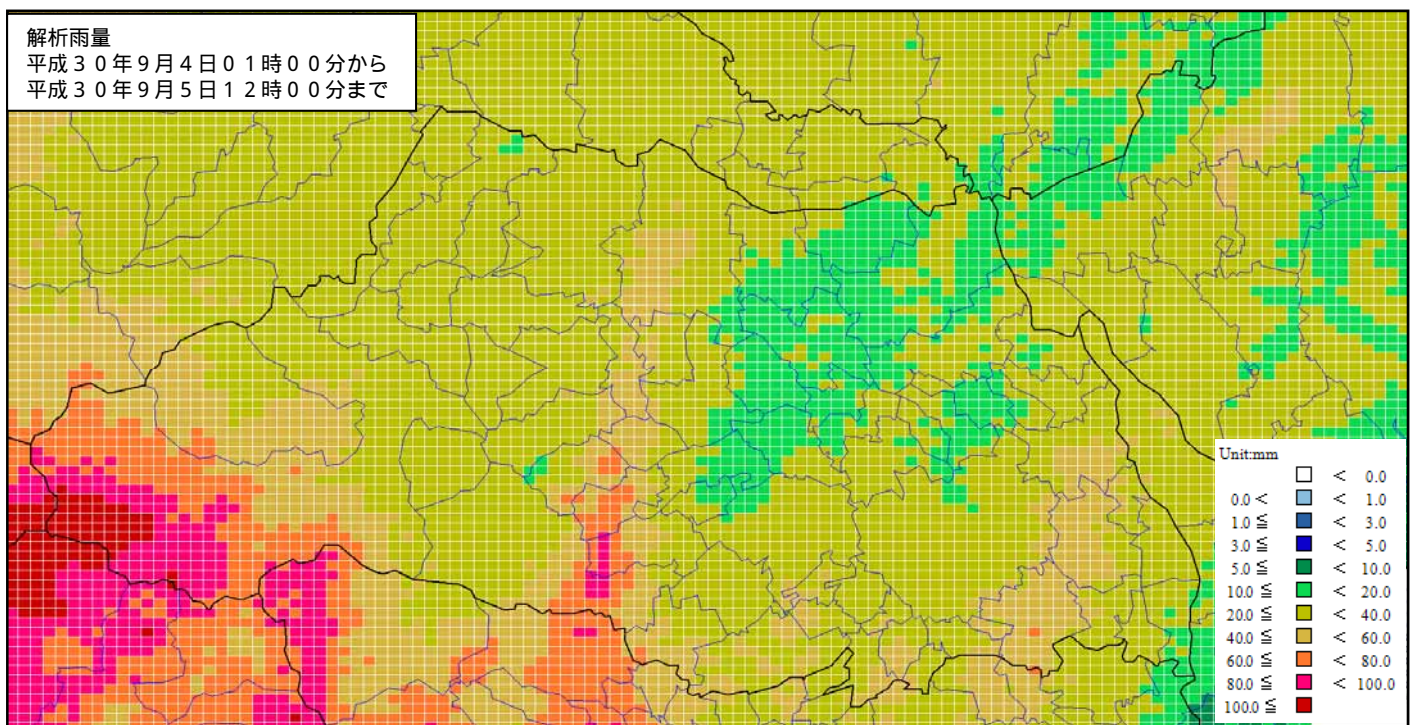 解析雨量
平成３０年９月４日０１時００分から
平成３０年９月５日１２時００分まで
Unit:mm
< 0.0
0.0 < < 1.0
1.0 ≦ < 3.0
3.0 ≦ < 5.0
5.0 ≦ < 10.0
10.0 ≦ < 20.0
20.0 ≦ < 40.0
40.0 ≦ < 60.0
60.0 ≦ < 80.0
80.0 ≦ < 100.0
100.0 ≦